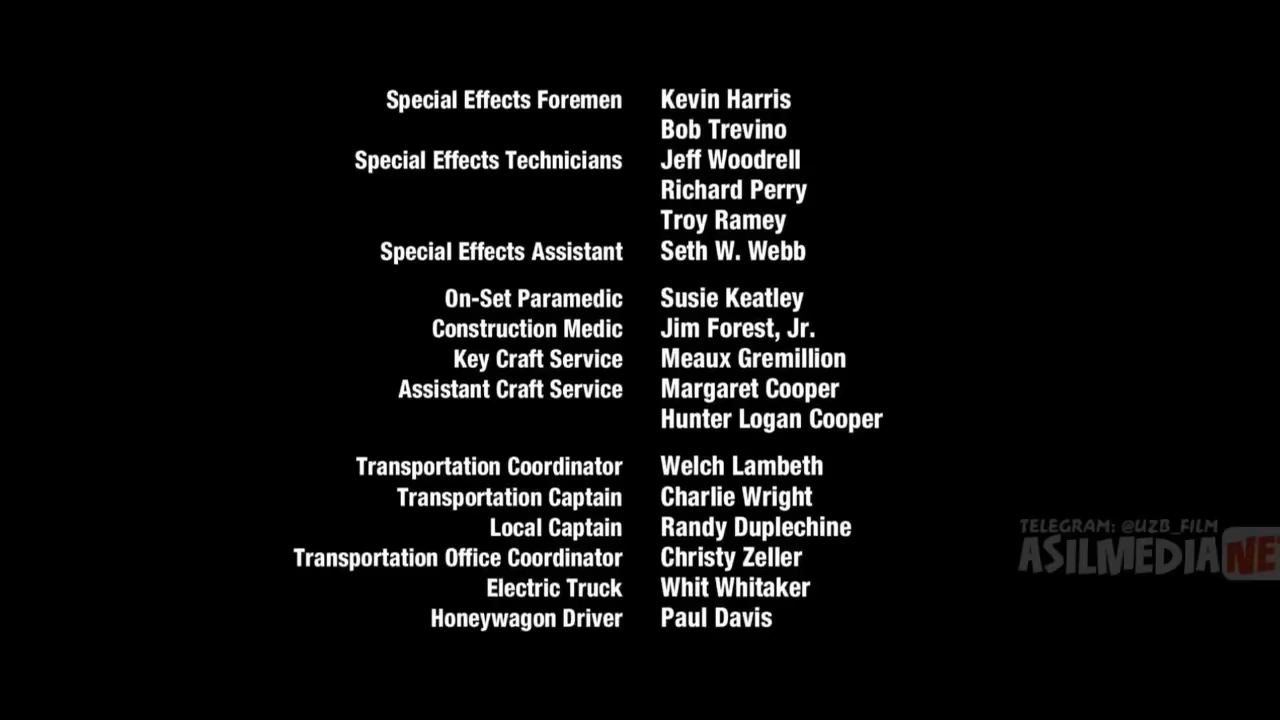 Special Effects Foremen Kevin Harris
Bob Trevino
Special Effects Technicians Jeff Woodrell
Richard Perry
Troy Ramey
Special Effects Assistant Seth W. Webb
On-Set Paramedic Susie Keatley
Construction Medic Jim Forest, Jr.
Key Craft Service Meaux Gremillion
Assistant Craft Service Margaret Cooper
Hunter Logan Cooper
Transportation Coordinator Welch Lambeth
Transportation Captain Charlie Wright
Local Captain Randy Duplechine
Transportation Office Coordinator Christy Zeller
Electric Truck Whit Whitaker
Honeywagon Driver Paul Davis
TELEGRAM: @UZB_FILM
ASILMEDIA NE